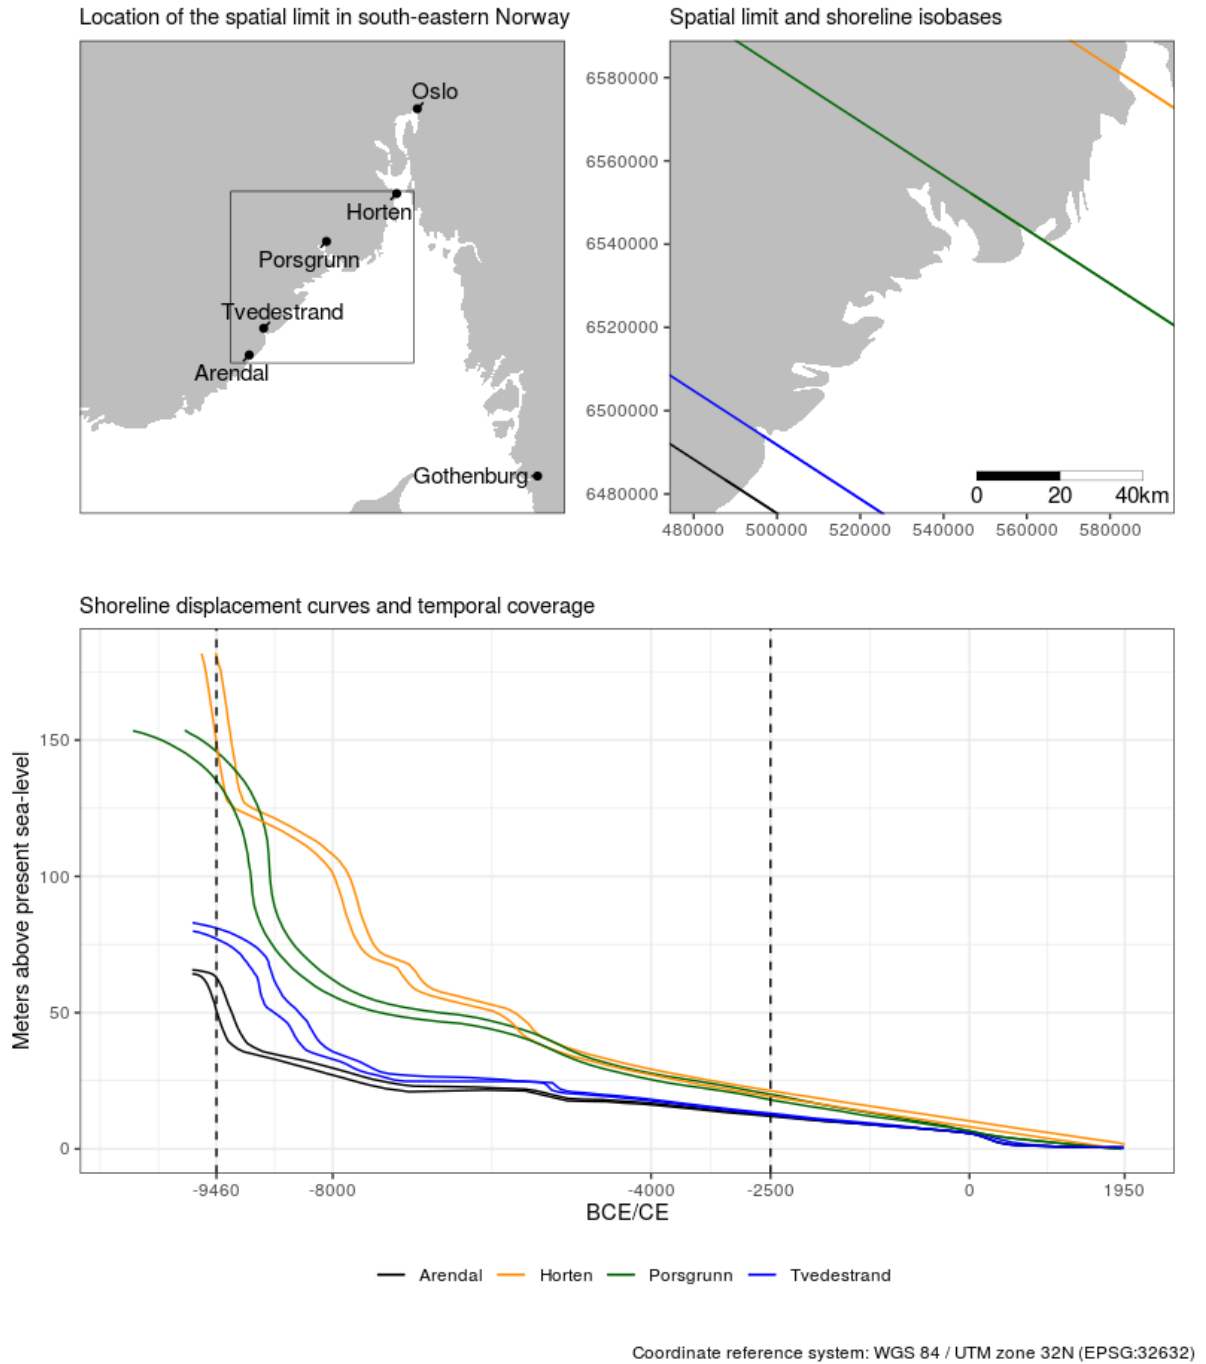 Location of the spatial limit in south-eastern Norway
Oslo
Horten
Porsgrunn
Tvedestrand
Arendal
Gothenburg
Spatial limit and shoreline isobases
6580000
6560000
6540000
6520000
6500000
6480000
0 20 40km
480000 500000 520000 540000 560000 580000
Shoreline displacement curves and temporal coverage
Meters above present sea-level
150
100
50
0
-9460 -8000 -4000 -2500 0 1950
BCE/CE
Arendal Horten Porsgrunn Tvedestrand
Coordinate reference system: WGS 84 / UTM zone 32N (EPSG:32632)